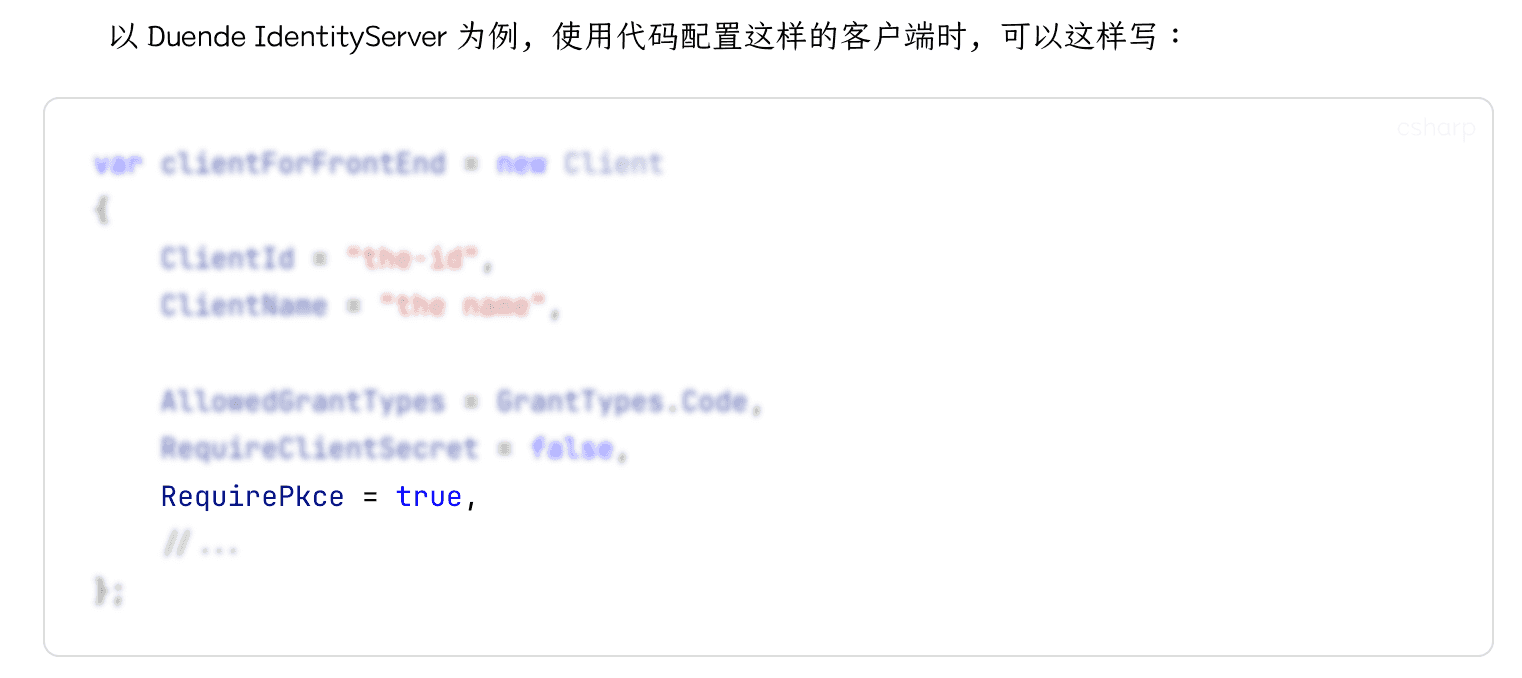 以 Duende IdentityServer 为例，使用代码配置这样的客户端时，可以这样写：
csharp
var clientForFrontEnd = new Client
{
    ClientId = "the-id",
    ClientName = "the name",
    AllowedGrantTypes = GrantTypes.Code,
    RequireClientSecret = false,
    RequirePkce = true,
    //...
};